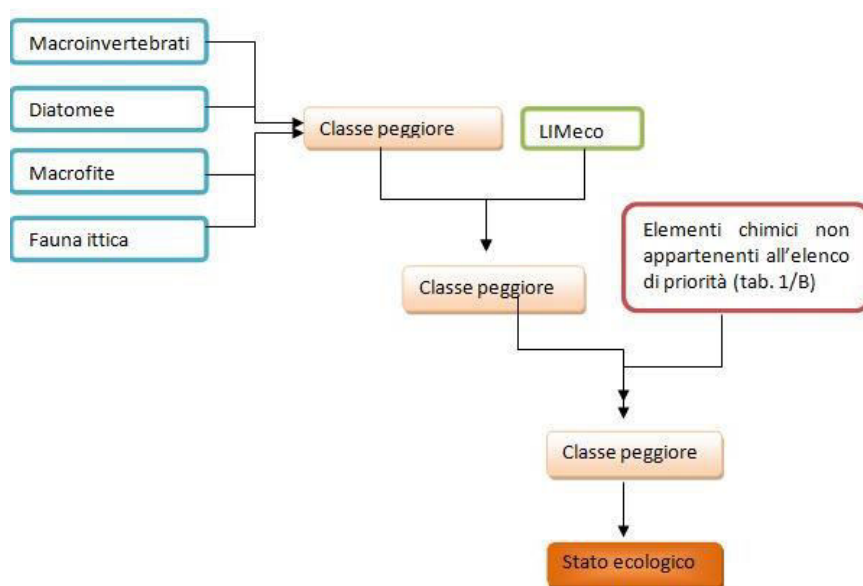 Macroinvertebrati
Diatomee
Macrofite
Fauna ittica
Classe peggiore
LIMeco
Classe peggiore
Elementi chimici non
appartenenti all'elenco
di priorità (tab. 1/B)
Classe peggiore
Stato ecologico